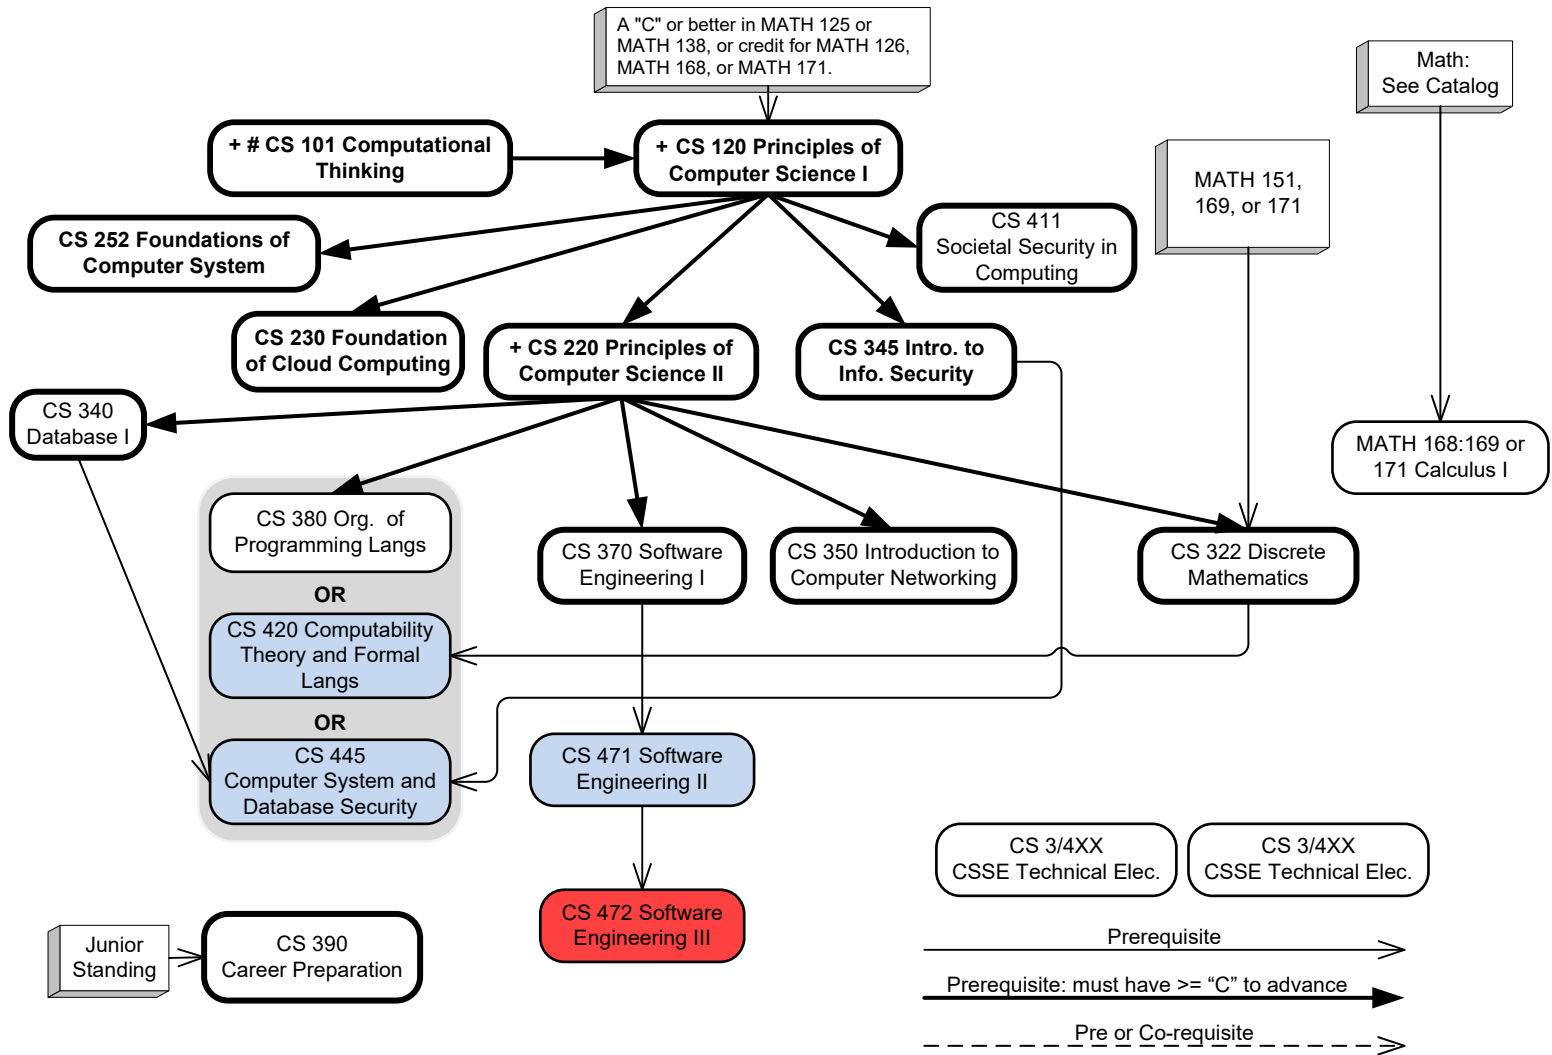 A "C" or better in MATH 125 or
MATH 138, or credit for MATH 126,
MATH 168, or MATH 171.
Math:
See Catalog
+ # CS 101 Computational
Thinking
+ CS 120 Principles of
Computer Science I
MATH 151,
169, or 171
CS 252 Foundations of
Computer System
CS 411
Societal Security in
Computing
CS 230 Foundation
of Cloud Computing
+ CS 220 Principles of
Computer Science II
CS 345 Intro. to
Info. Security
CS 340
Database I
MATH 168:169 or
171 Calculus I
CS 380 Org.  of
Programming Langs
OR
CS 420 Computability
Theory and Formal
Langs
OR
CS 445
Computer System and
Database Security
CS 370 Software
Engineering I
CS 350 Introduction to
Computer Networking
CS 322 Discrete
Mathematics
CS 471 Software
Engineering II
CS 472 Software
Engineering III
CS 3/4XX
CSSE Technical Elec.
CS 3/4XX
CSSE Technical Elec.
Junior
Standing
CS 390
Career Preparation
Prerequisite
Prerequisite: must have >= “C” to advance
Pre or Co-requisite